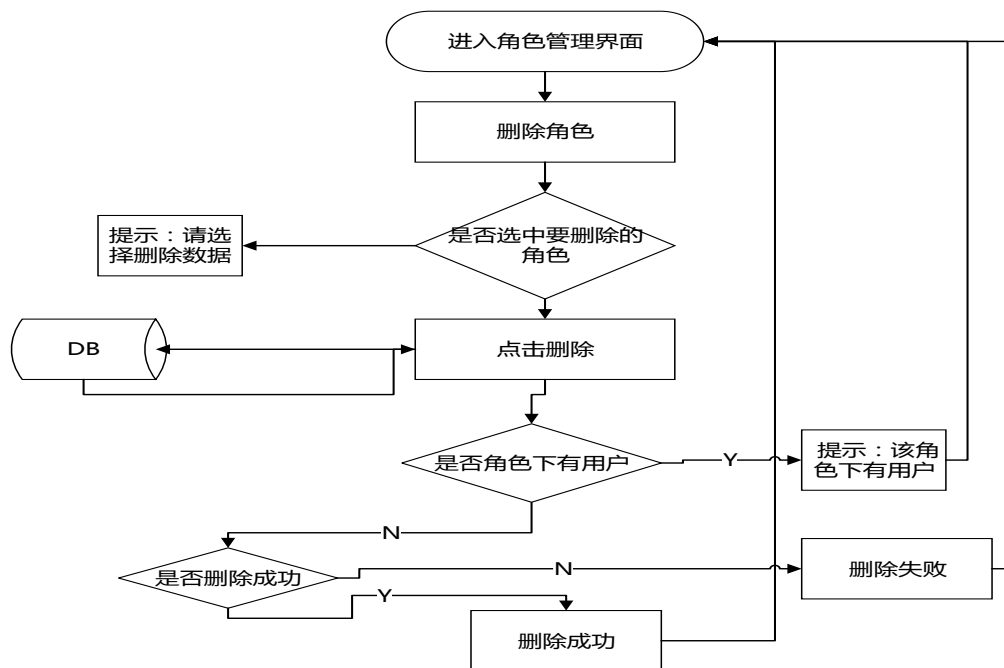 进入角色管理界面
删除角色
是否选中要删除的
角色
提示：请选
择删除数据
DB
点击删除
是否角色下有用户
Y
提示：该角
色下有用户
N
是否删除成功
N
删除失败
Y
删除成功